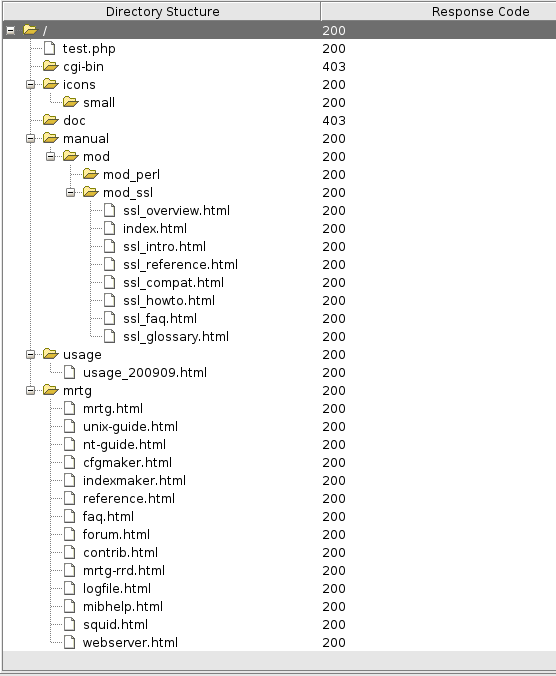 Directory Stucture Response Code
/ 200
test.php 200
cgi-bin 403
icons 200
small 200
doc 403
manual 200
mod 200
mod_perl 200
mod_ssl 200
ssl_overview.html 200
index.html 200
ssl_intro.html 200
ssl_reference.html 200
ssl_compat.html 200
ssl_howto.html 200
ssl_faq.html 200
ssl_glossary.html 200
usage 200
usage_200909.html 200
mrtg 200
mrtg.html 200
unix-guide.html 200
nt-guide.html 200
cfgmaker.html 200
indexmaker.html 200
reference.html 200
faq.html 200
forum.html 200
contrib.html 200
mrtg-rrd.html 200
logfile.html 200
mibhelp.html 200
squid.html 200
webserver.html 200